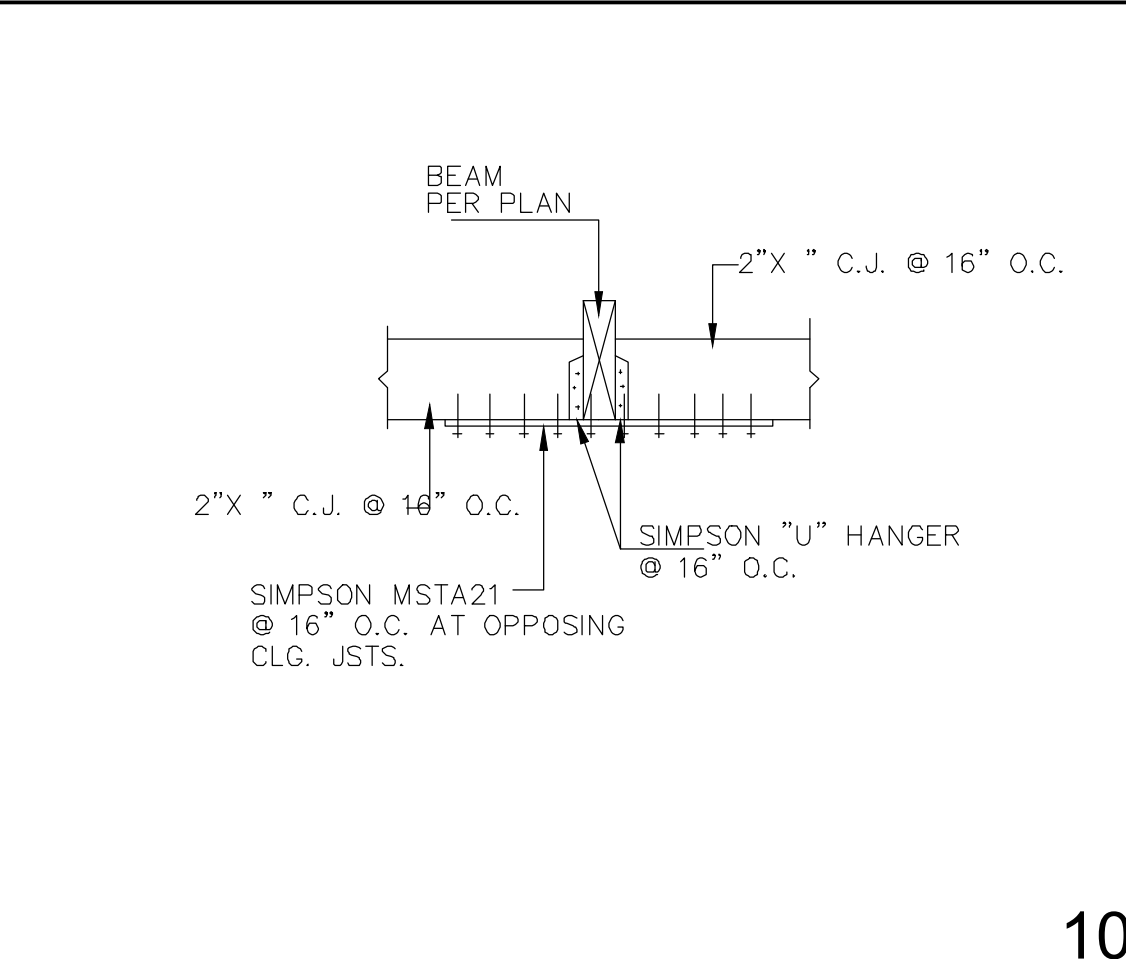 BEAM
PER PLAN
2”X ” C.J. @ 16” O.C.
2”X ” C.J. @ 16” O.C.
SIMPSON ”U” HANGER
@ 16” O.C.
SIMPSON MSTA21
@ 16” O.C. AT OPPOSING
CLG. JSTS.
10